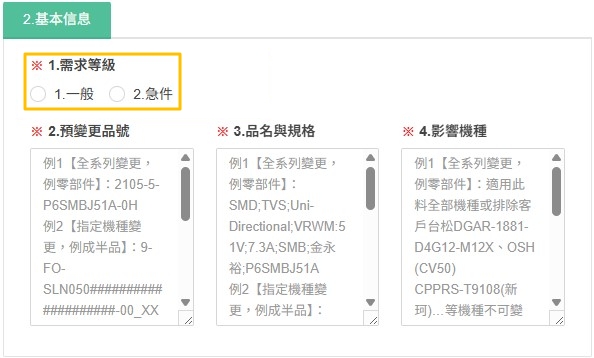 2.基本信息
※ 1.需求等級
1.一般 2.急件
※ 2.預變更品號
例1【全系列變更，
例零部件】：2105-5-
P6SMBJ51A-0H
例2【指定機種變
更，例成半品】：9-
FO-
SLN050##########
##################-00_XX
※ 3.品名與規格
例1【全系列變更，
例零部件】：
SMD;TVS;Uni-
Directional;VRWM:5
1V;7.3A;SMB;金永
裕;P6SMBJ51A
例2【指定機種變
更，例成半品】：
※ 4.影響機種
例1【全系列變更，
例零部件】：適用此
料全部機種或排除客
戶台松DGAR-1881-
D4G12-M12X、OSH
(CV50)
CPPRS-T9108(新
珂)…等機種不可變